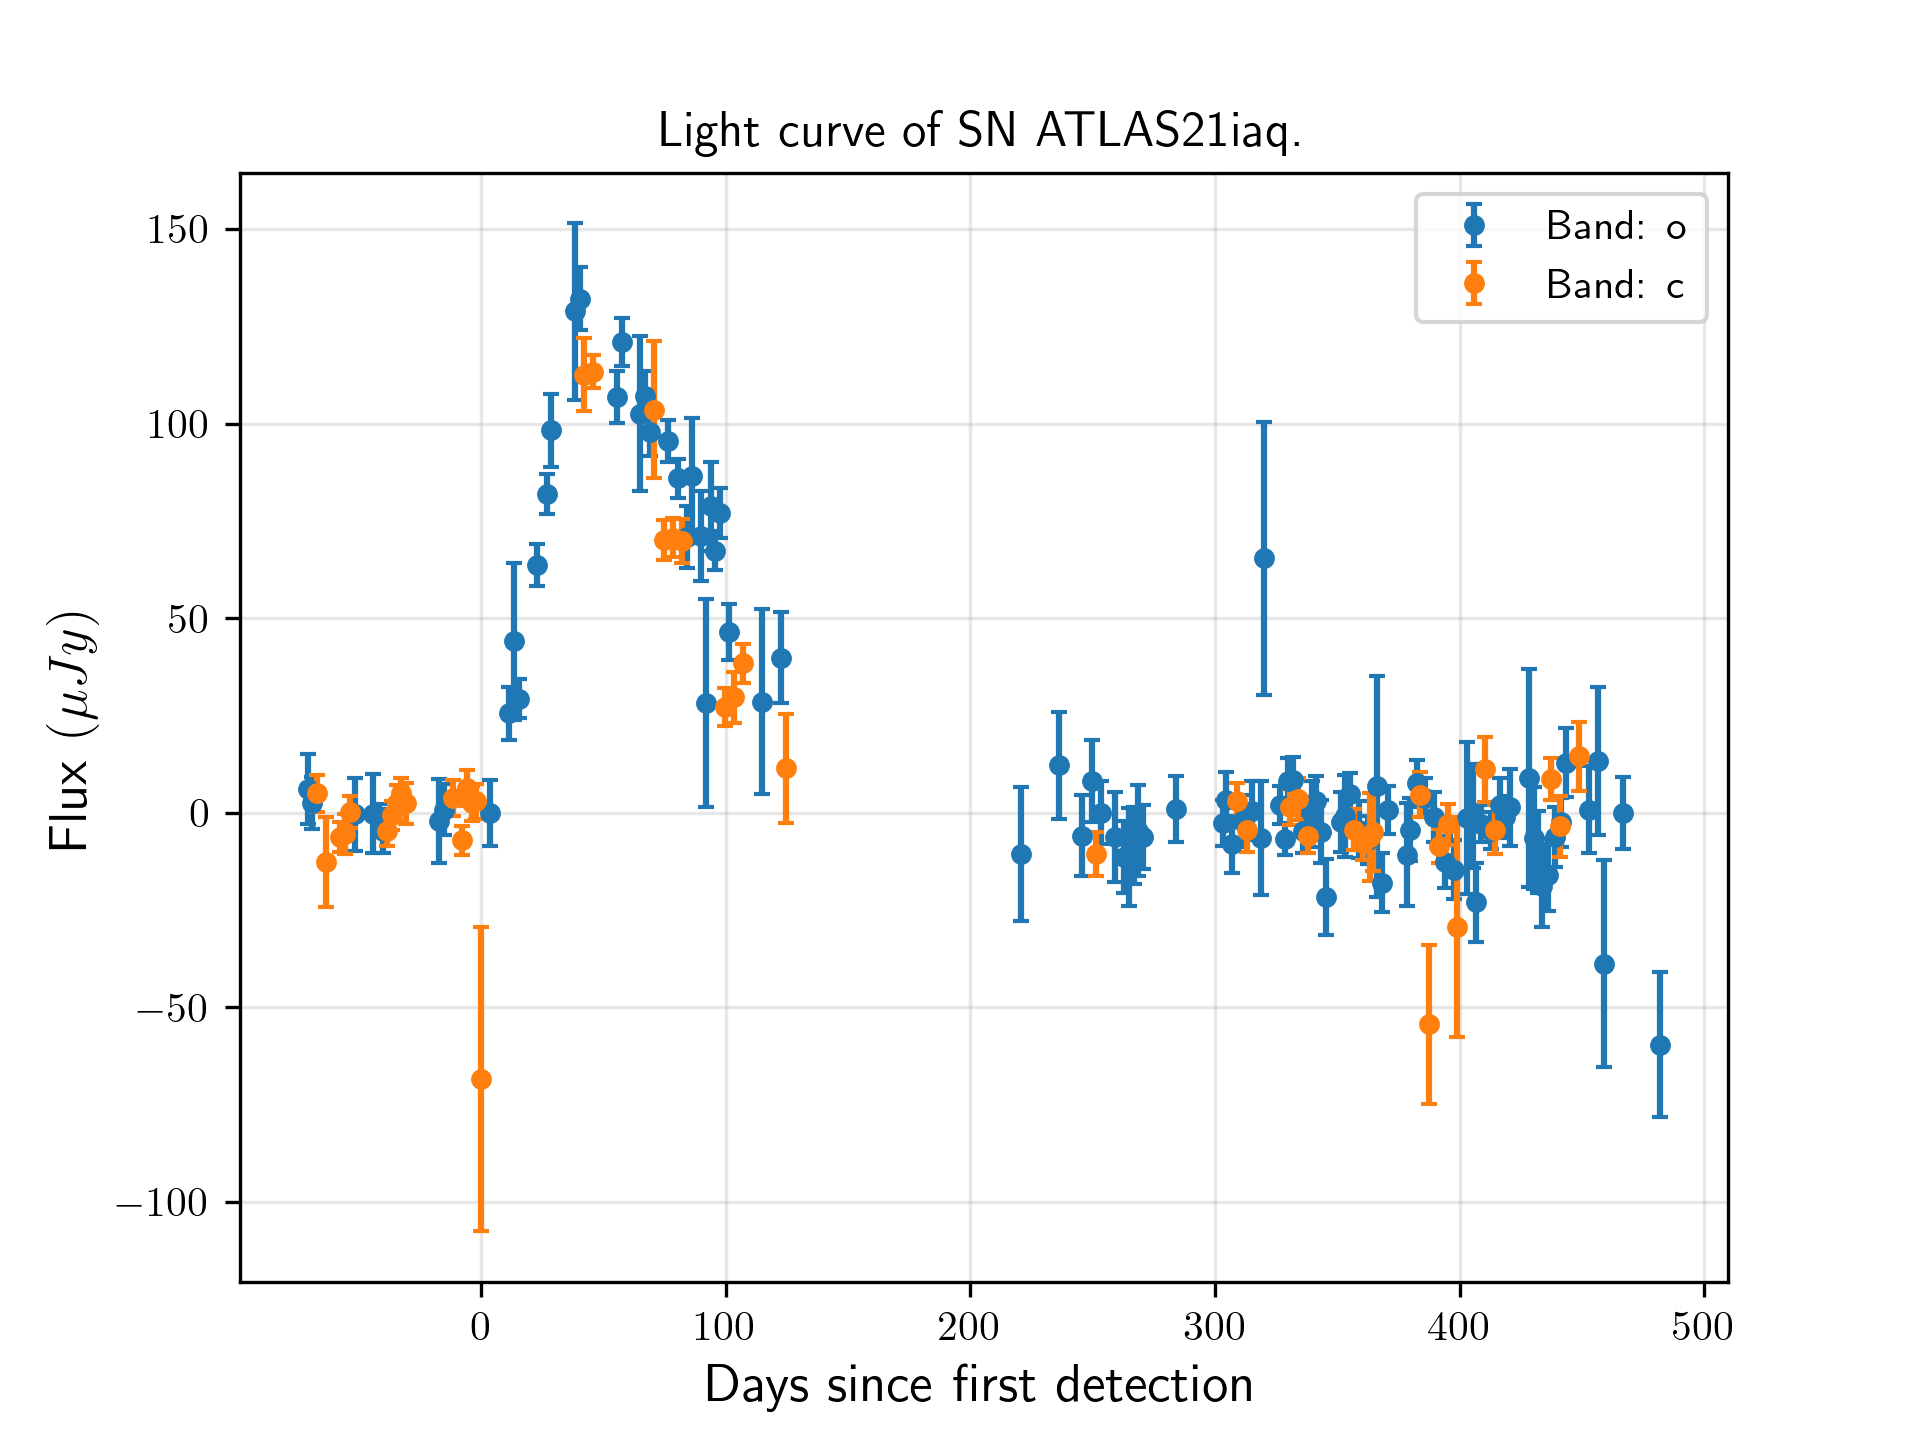 Light curve of SN ATLAS21iaq.
Band: o
Band: c
150
100
50
0
−50
−100
Flux (μJy)
0 100 200 300 400 500
Days since first detection